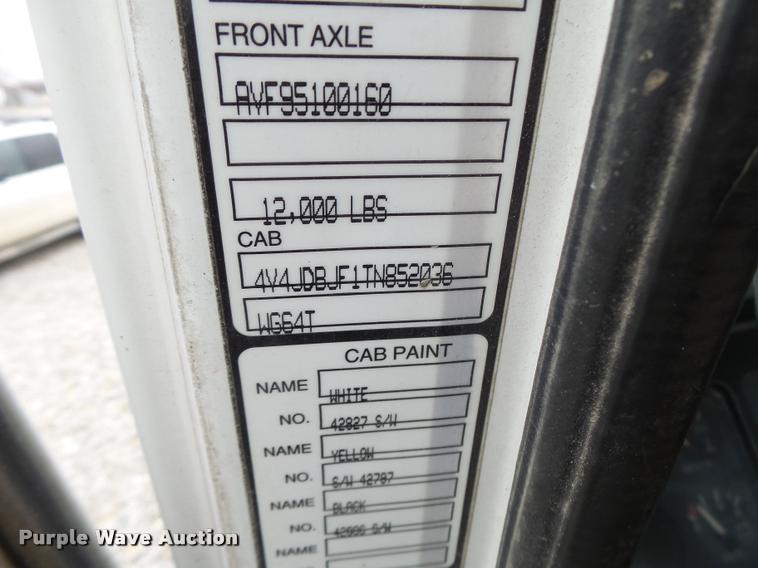 FRONT AXLE
AVF95100160
12,000 LBS
CAB
4V4JDBJF1TN852036
WG64T
CAB PAINT
NAME WHITE
NO. 42827 S/W
NAME YELLOW
NO. S/W 42787
NAME BLACK
NO. 42686 S/W
NAME
Purple Wave Auction